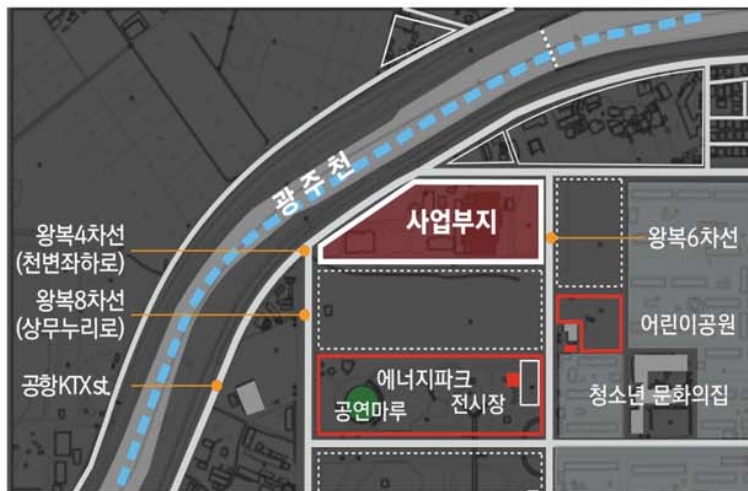 광주천
사업부지
왕복4차선
(천변좌하로)
왕복6차선
왕복8차선
(상무누리로)
어린이공원
공항KTXst.
에너지파크
공연마루
전시장
청소년 문화의집